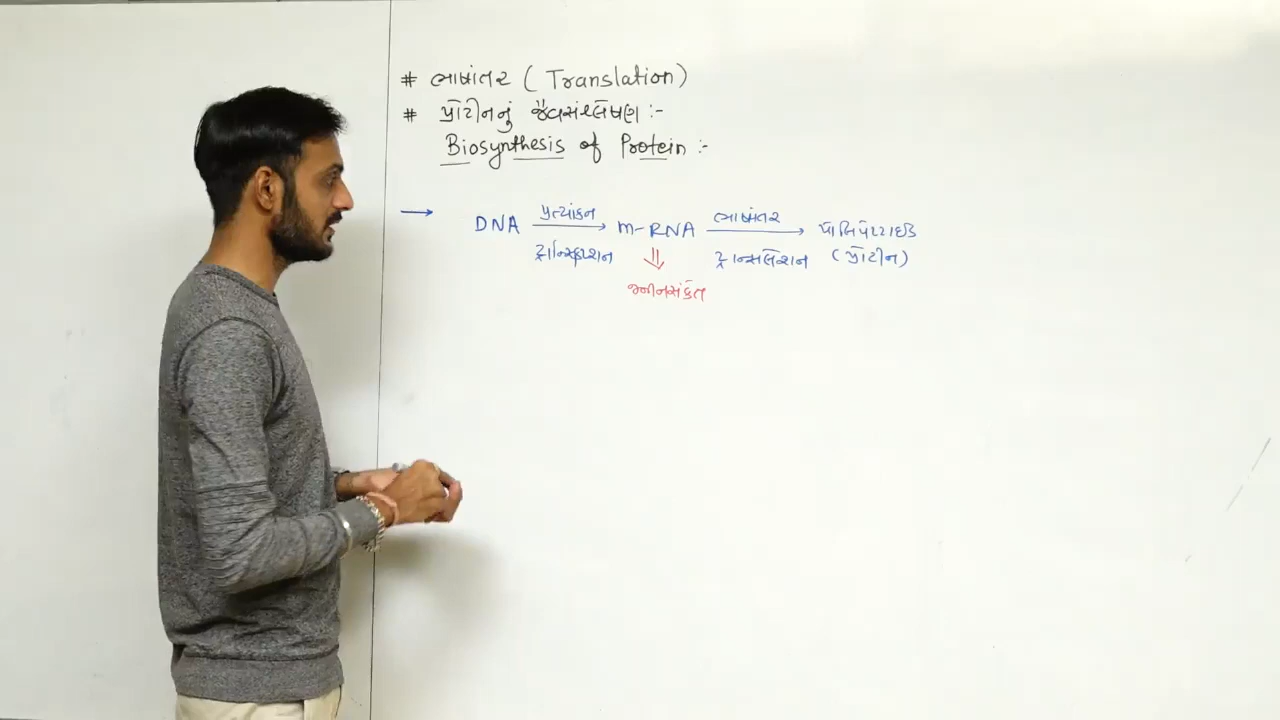 # ભાષાંતર ( Translation )
# પ્રોટીનનું જૈવસંશ્લેષણ :-
Biosynthesis of Protein :-
→ DNA પ્રત્યાંકન → m-RNA ભાષાંતર → પોલિપેપ્ટાઇડ
ટ્રાન્સ્ક્રિપ્શન ⇓ ટ્રાન્સલેશન (પ્રોટીન)
જનીનસંકેત